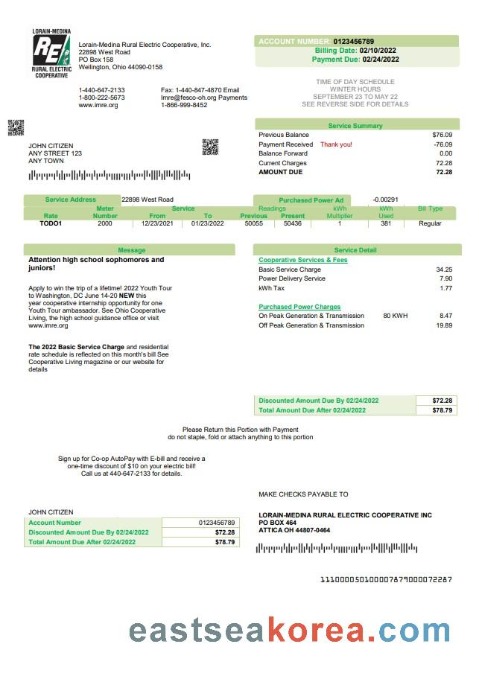 LORAIN-MEDINA
RE
RURAL ELECTRIC
COOPERATIVE
Lorain-Medina Rural Electric Cooperative, Inc.
22898 West Road
PO Box 158
Wellington, Ohio 44090-0158
1-440-647-2133 Fax: 1-440-647-4870 Email
1-800-222-5673 lmre@fesco-oh.org Payments
www.lmre.org 1-866-999-8452
ACCOUNT NUMBER: 0123456789
Billing Date: 02/10/2022
Payment Due: 02/24/2022
TIME OF DAY SCHEDULE
WINTER HOURS
SEPTEMBER 23 TO MAY 22
SEE REVERSE SIDE FOR DETAILS
JOHN CITIZEN
ANY STREET 123
ANY TOWN
Service Summary
Previous Balance $76.09
Payment Received Thank you! -76.09
Balance Forward 0.00
Current Charges 72.28
AMOUNT DUE 72.28
Service Address 22898 West Road Purchased Power Ad -0.00291
Meter Service Readings kWh kWh Bill Type
Rate Number From To Previous Present Multiplier Used
TODO1 2000 12/23/2021 01/23/2022 50055 50436 1 381 Regular
Message
Attention high school sophomores and
juniors!
Apply to win the trip of a lifetime! 2022 Youth Tour
to Washington, DC June 14-20 NEW this
year cooperative internship opportunity for one
Youth Tour ambassador. See Ohio Cooperative
Living, the high school guidance office or visit
www.lmre.org
The 2022 Basic Service Charge and residential
rate schedule is reflected on this month's bill See
Cooperative Living magazine or our website for
details
Service Detail
Cooperative Services & Fees
Basic Service Charge 34.25
Power Delivery Service 7.90
kWh Tax 1.77
Purchased Power Charges
On Peak Generation & Transmission 80 KWH 8.47
Off Peak Generation & Transmission 19.89
Discounted Amount Due By 02/24/2022 $72.28
Total Amount Due After 02/24/2022 $78.79
Please Return this Portion with Payment
do not staple, fold or attach anything to this portion
Sign up for Co-op AutoPay with E-bill and receive a
one-time discount of $10 on your electric bill!
Call us at 440-647-2133 for details.
MAKE CHECKS PAYABLE TO
JOHN CITIZEN
Account Number 0123456789
Discounted Amount Due By 02/24/2022 $72.28
Total Amount Due After 02/24/2022 $78.79
LORAIN-MEDINA RURAL ELECTRIC COOPERATIVE INC
PO BOX 464
ATTICA OH 44807-0464
111000050100007879000072287
eastseakorea.com